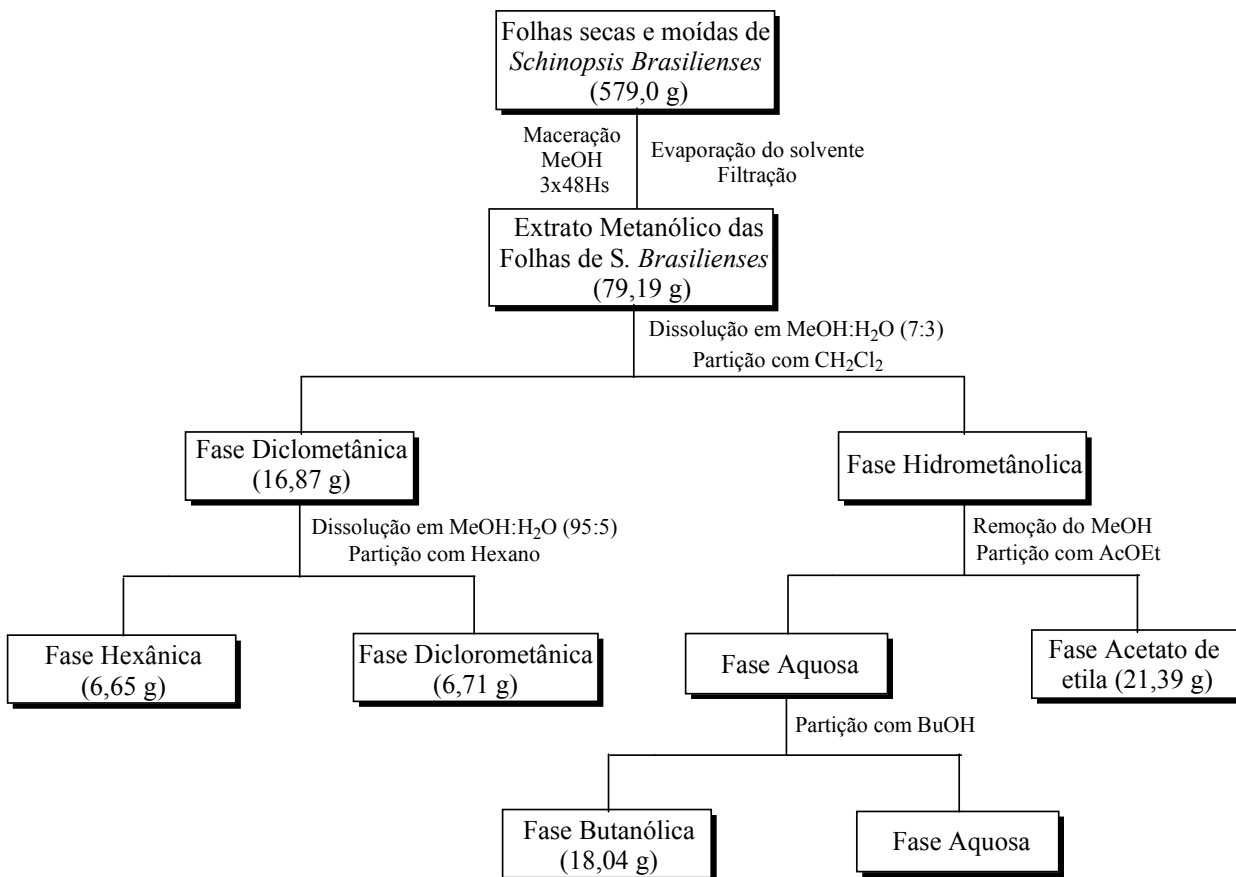 Folhas secas e moídas de
Schinopsis Brasilienses
(579,0 g)
Maceração
MeOH
3x48Hs
Evaporação do solvente
Filtração
Extrato Metanólico das
Folhas de S. Brasilienses
(79,19 g)
Dissolução em MeOH:H₂O (7:3)
Partição com CH₂Cl₂
Fase Diclometânica
(16,87 g)
Fase Hidrometânolica
Dissolução em MeOH:H₂O (95:5)
Partição com Hexano
Remoção do MeOH
Partição com AcOEt
Fase Hexânica
(6,65 g)
Fase Diclorometânica
(6,71 g)
Fase Aquosa
Fase Acetato de
etila (21,39 g)
Partição com BuOH
Fase Butanólica
(18,04 g)
Fase Aquosa